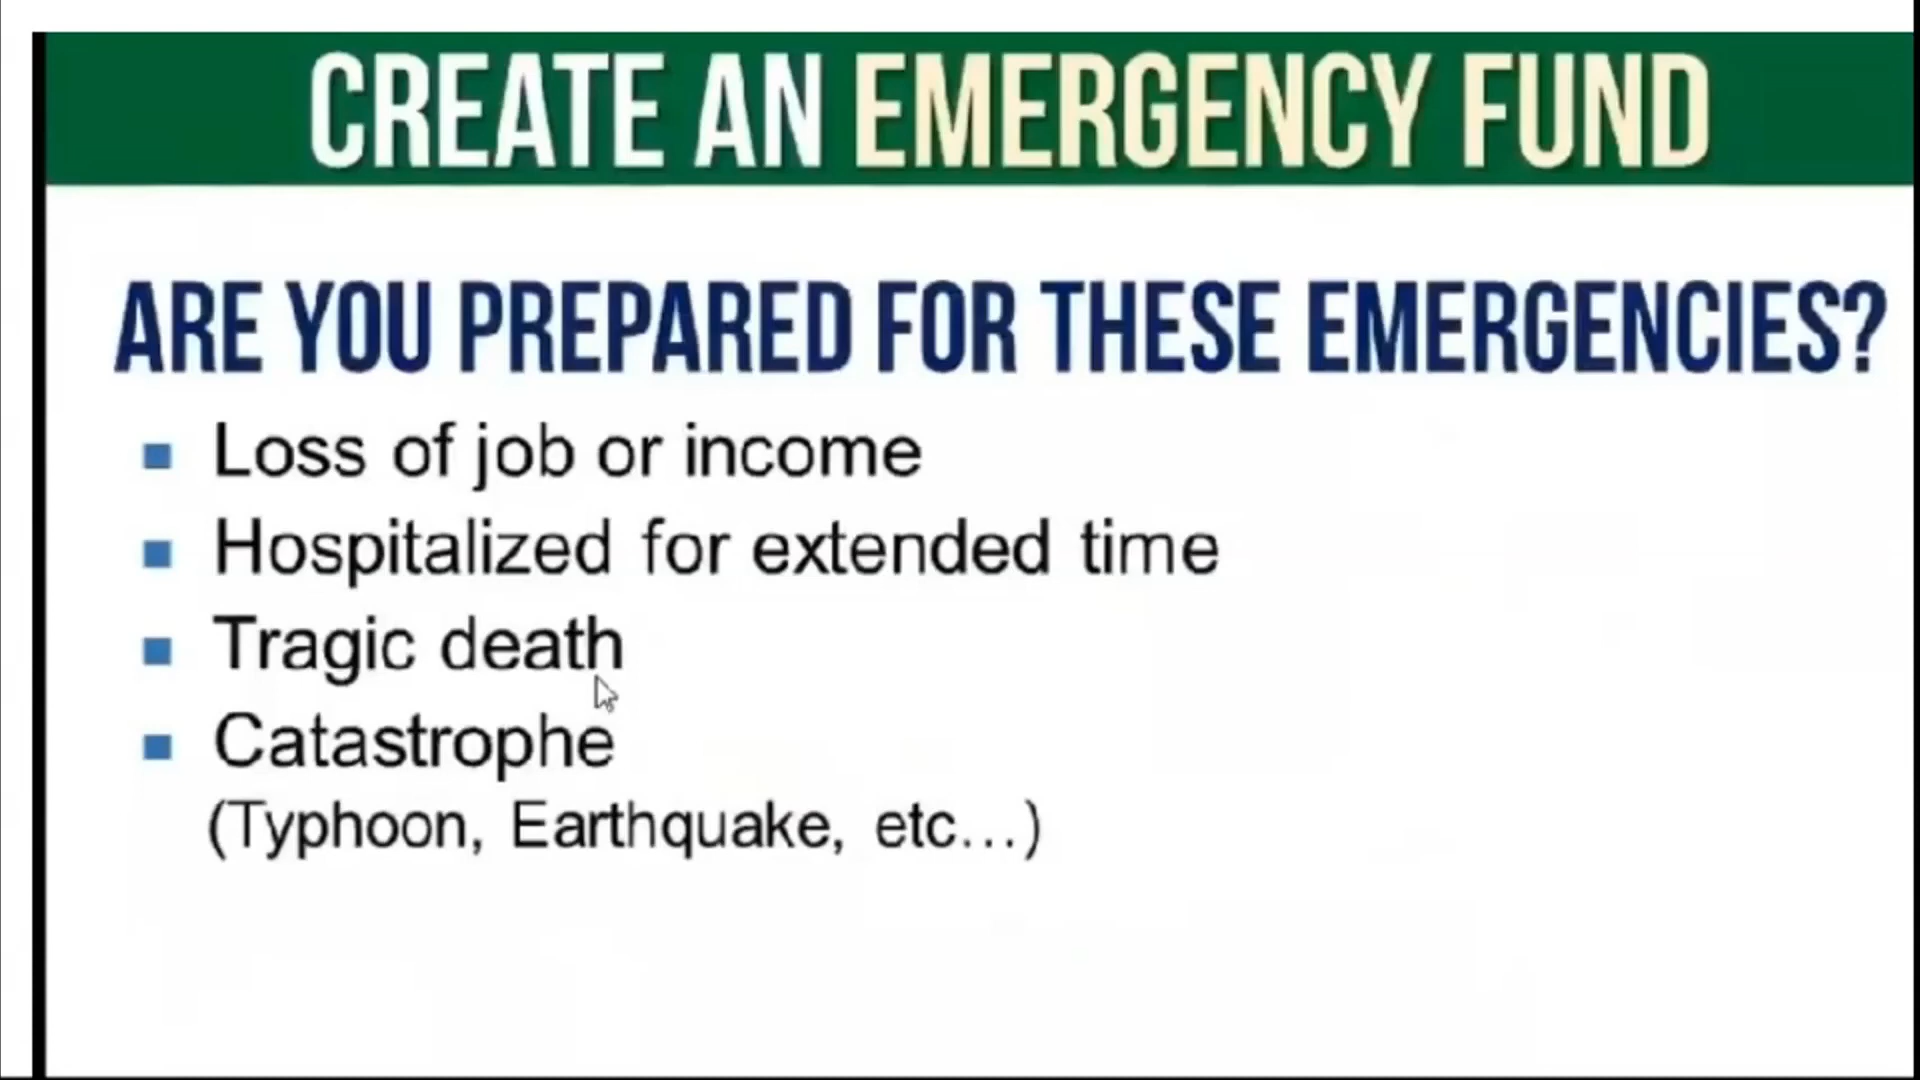 CREATE AN EMERGENCY FUND
ARE YOU PREPARED FOR THESE EMERGENCIES?
Loss of job or income
Hospitalized for extended time
Tragic death
Catastrophe
(Typhoon, Earthquake, etc...)